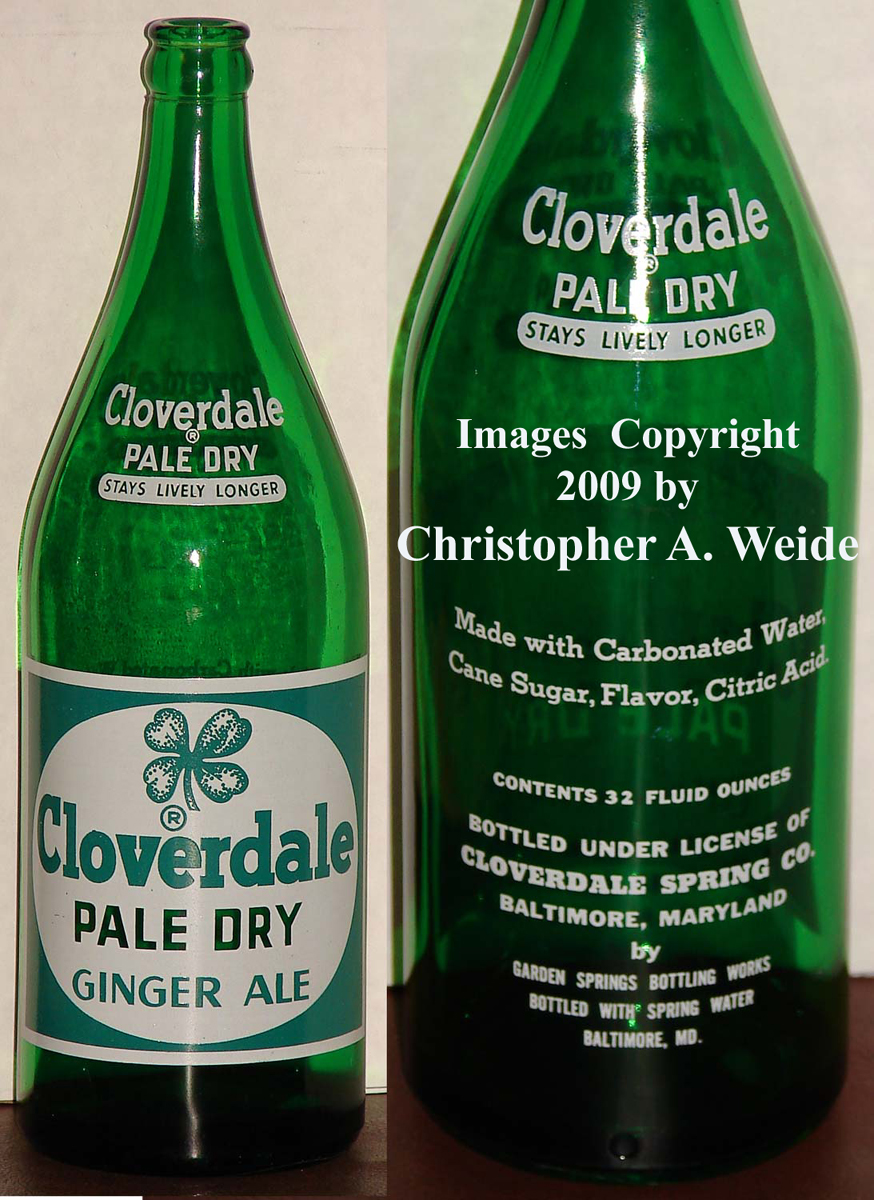 Cloverdale
®
PALE DRY
STAYS LIVELY LONGER
®
Cloverdale
PALE DRY
GINGER ALE
Cloverdale
®
PALE DRY
STAYS LIVELY LONGER
Images Copyright
2009 by
Christopher A. Weide
Made with Carbonated Water,
Cane Sugar, Flavor, Citric Acid.
CONTENTS 32 FLUID OUNCES
BOTTLED UNDER LICENSE OF
CLOVERDALE SPRING CO.
BALTIMORE, MARYLAND
by
GARDEN SPRINGS BOTTLING WORKS
BOTTLED WITH SPRING WATER
BALTIMORE, MD.